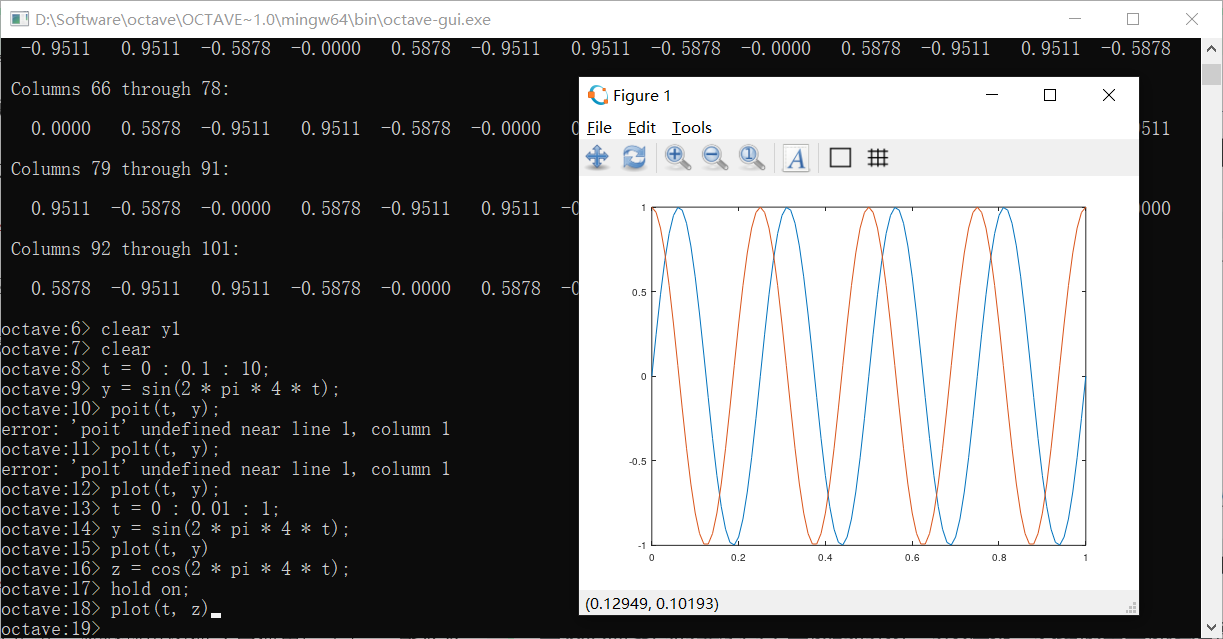 D:\Software\octave\OCTAVE~1.0\mingw64\bin\octave-gui.exe
-0.9511 0.9511 -0.5878 -0.0000 0.5878 -0.9511 0.9511 -0.5878 -0.0000 0.5878 -0.9511 0.9511 -0.5878
Columns 66 through 78:
0.0000 0.5878 -0.9511 0.9511 -0.5878 -0.0000
Columns 79 through 91:
0.9511 -0.5878 -0.0000 0.5878 -0.9511 0.9511
Columns 92 through 101:
0.5878 -0.9511 0.9511 -0.5878 -0.0000 0.5878
octave:6> clear y1
octave:7> clear
octave:8> t = 0 : 0.1 : 10;
octave:9> y = sin(2 * pi * 4 * t);
octave:10> poit(t, y);
error: 'poit' undefined near line 1, column 1
octave:11> polt(t, y);
error: 'polt' undefined near line 1, column 1
octave:12> plot(t, y);
octave:13> t = 0 : 0.01 : 1;
octave:14> y = sin(2 * pi * 4 * t);
octave:15> plot(t, y)
octave:16> z = cos(2 * pi * 4 * t);
octave:17> hold on;
octave:18> plot(t, z)
octave:19>
Figure 1
File Edit Tools
A
1
0.5
0
-0.5
-1
0 0.2 0.4 0.6 0.8 1
(0.12949, 0.10193)